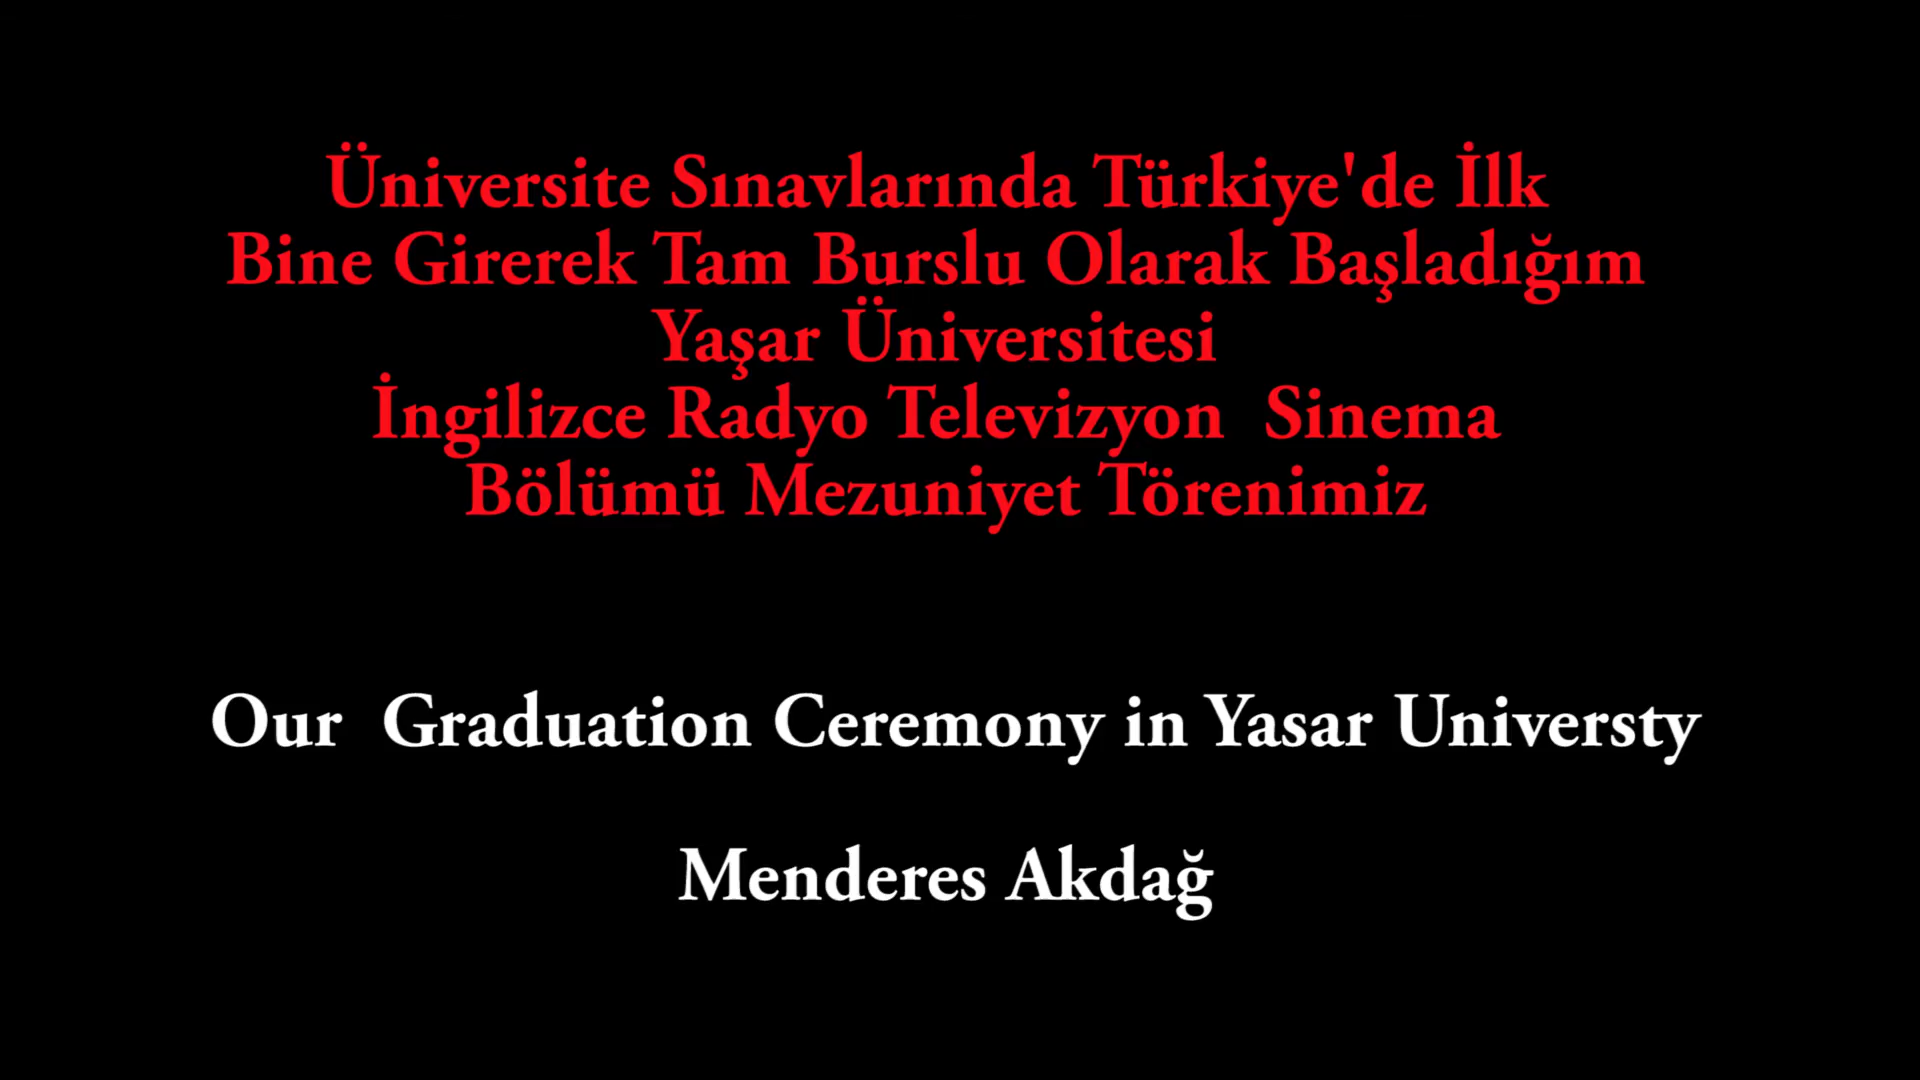 Üniversite Sınavlarında Türkiye'de İlk
Bine Girerek Tam Burslu Olarak Başladığım
Yaşar Üniversitesi
İngilizce Radyo Televizyon  Sinema
Bölümü Mezuniyet Törenimiz
Our  Graduation Ceremony in Yasar Universty
Menderes Akdağ